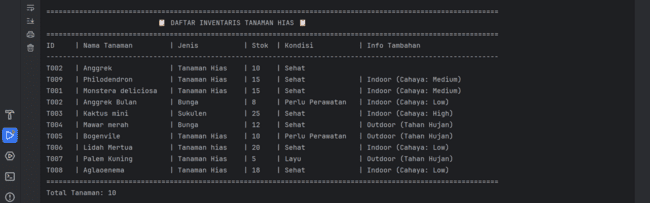 ====================================================================================================
DAFTAR INVENTARIS TANAMAN HIAS
====================================================================================================
ID | Nama Tanaman | Jenis | Stok | Kondisi | Info Tambahan
----------------------------------------------------------------------------------------------------
T002 | Anggrek | Tanaman Hias | 10 | Sehat
T009 | Philodendron | Tanaman Hias | 15 | Sehat | Indoor (Cahaya: Medium)
T001 | Monstera deliciosa | Tanaman Hias | 15 | Sehat | Indoor (Cahaya: Medium)
T002 | Anggrek Bulan | Bunga | 8 | Perlu Perawatan | Indoor (Cahaya: Low)
T003 | Kaktus mini | Sukulen | 25 | Sehat | Indoor (Cahaya: High)
T004 | Mawar merah | Bunga | 12 | Sehat | Outdoor (Tahan Hujan)
T005 | Bogenvile | Tanaman Hias | 10 | Perlu Perawatan | Outdoor (Tahan Hujan)
T006 | Lidah Mertua | Tanaman hias | 20 | Sehat | Indoor (Cahaya: Low)
T007 | Palem Kuning | Tanaman Hias | 5 | Layu | Outdoor (Tahan Hujan)
T008 | Aglaonema | Tanaman Hias | 18 | Sehat | Indoor (Cahaya: Low)
====================================================================================================
Total Tanaman: 10